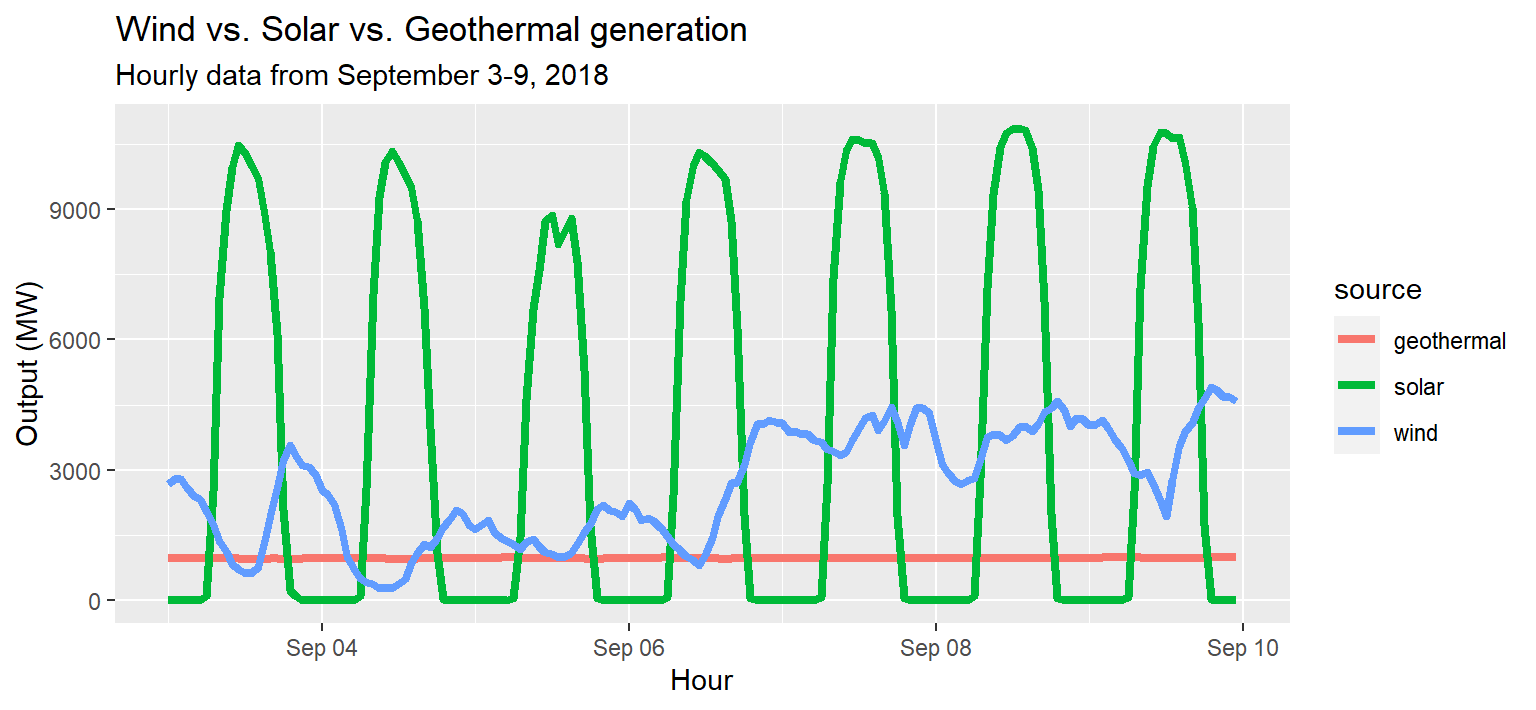 Wind vs. Solar vs. Geothermal generation
Hourly data from September 3-9, 2018
Output (MW)
9000
6000
3000
0
Sep 04
Sep 06
Sep 08
Sep 10
Hour
source
geothermal
solar
wind